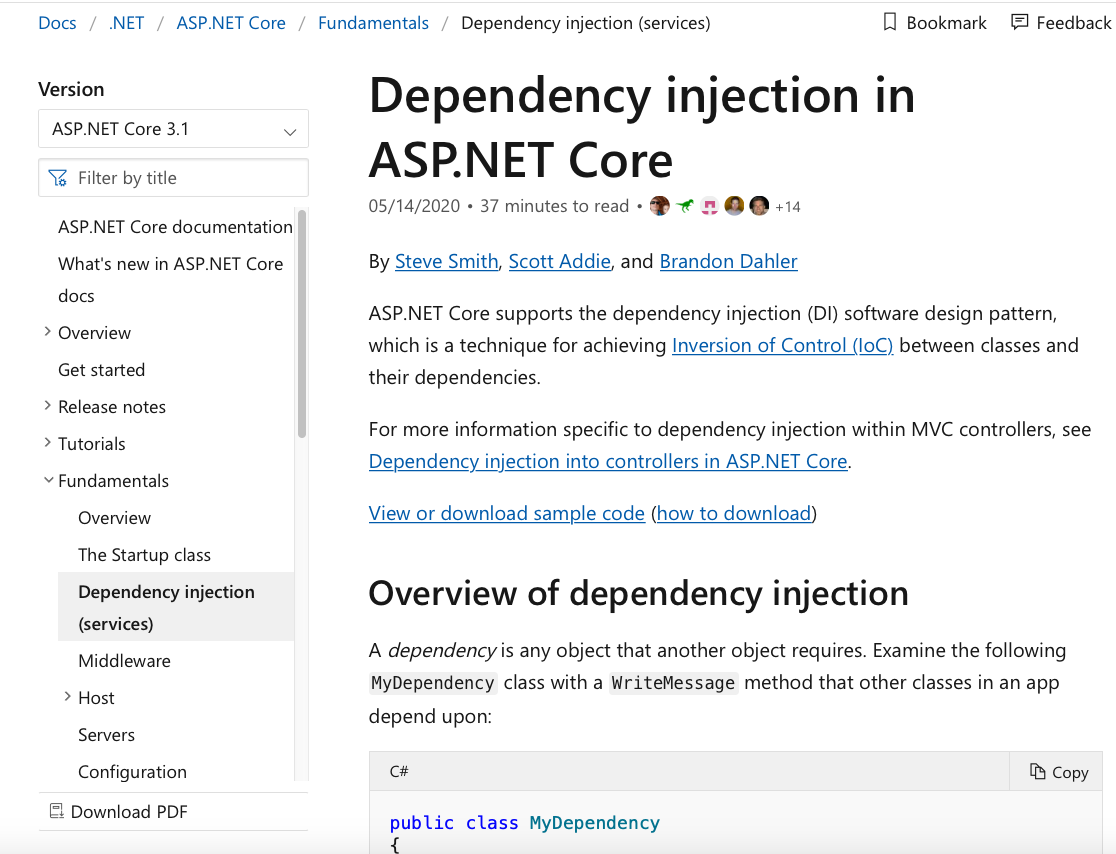 Docs / .NET / ASP.NET Core / Fundamentals / Dependency injection (services)
Bookmark Feedback
Version
ASP.NET Core 3.1
Filter by title
ASP.NET Core documentation
What's new in ASP.NET Core
docs
Overview
Get started
Release notes
Tutorials
Fundamentals
Overview
The Startup class
Dependency injection
(services)
Middleware
Host
Servers
Configuration
Download PDF
Dependency injection in
ASP.NET Core
05/14/2020 • 37 minutes to read • +14
By Steve Smith, Scott Addie, and Brandon Dahler
ASP.NET Core supports the dependency injection (DI) software design pattern,
which is a technique for achieving Inversion of Control (IoC) between classes and
their dependencies.
For more information specific to dependency injection within MVC controllers, see
Dependency injection into controllers in ASP.NET Core.
View or download sample code (how to download)
Overview of dependency injection
A dependency is any object that another object requires. Examine the following
MyDependency class with a WriteMessage method that other classes in an app
depend upon:
C# Copy
public class MyDependency
{